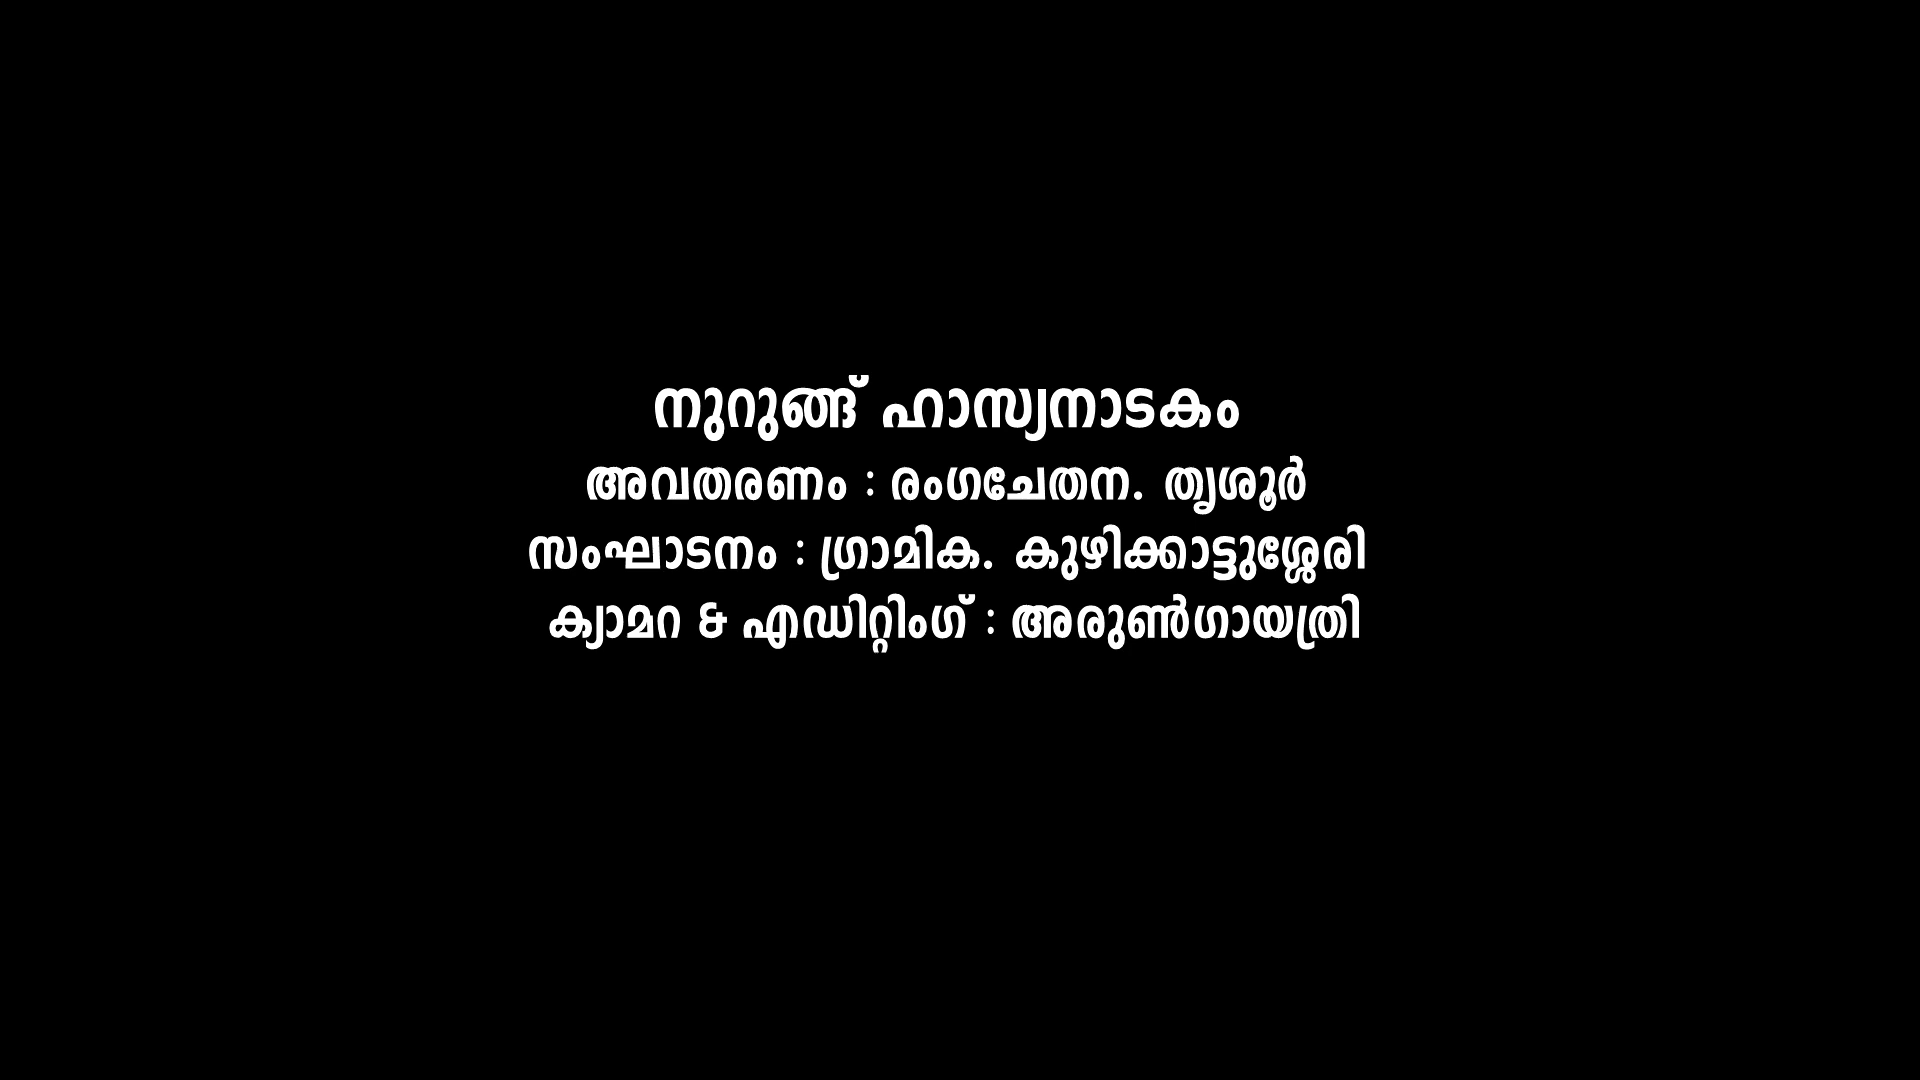 നുറുങ്ങ് ഹാസ്യനാടകം
അവതരണം : രംഗചേതന. തൃശൂർ
സംഘാടനം : ഗ്രാമിക. കുഴിക്കാട്ടുശ്ശേരി
ക്യാമറ & എഡിറ്റിംഗ് : അരുൺഗായത്രി